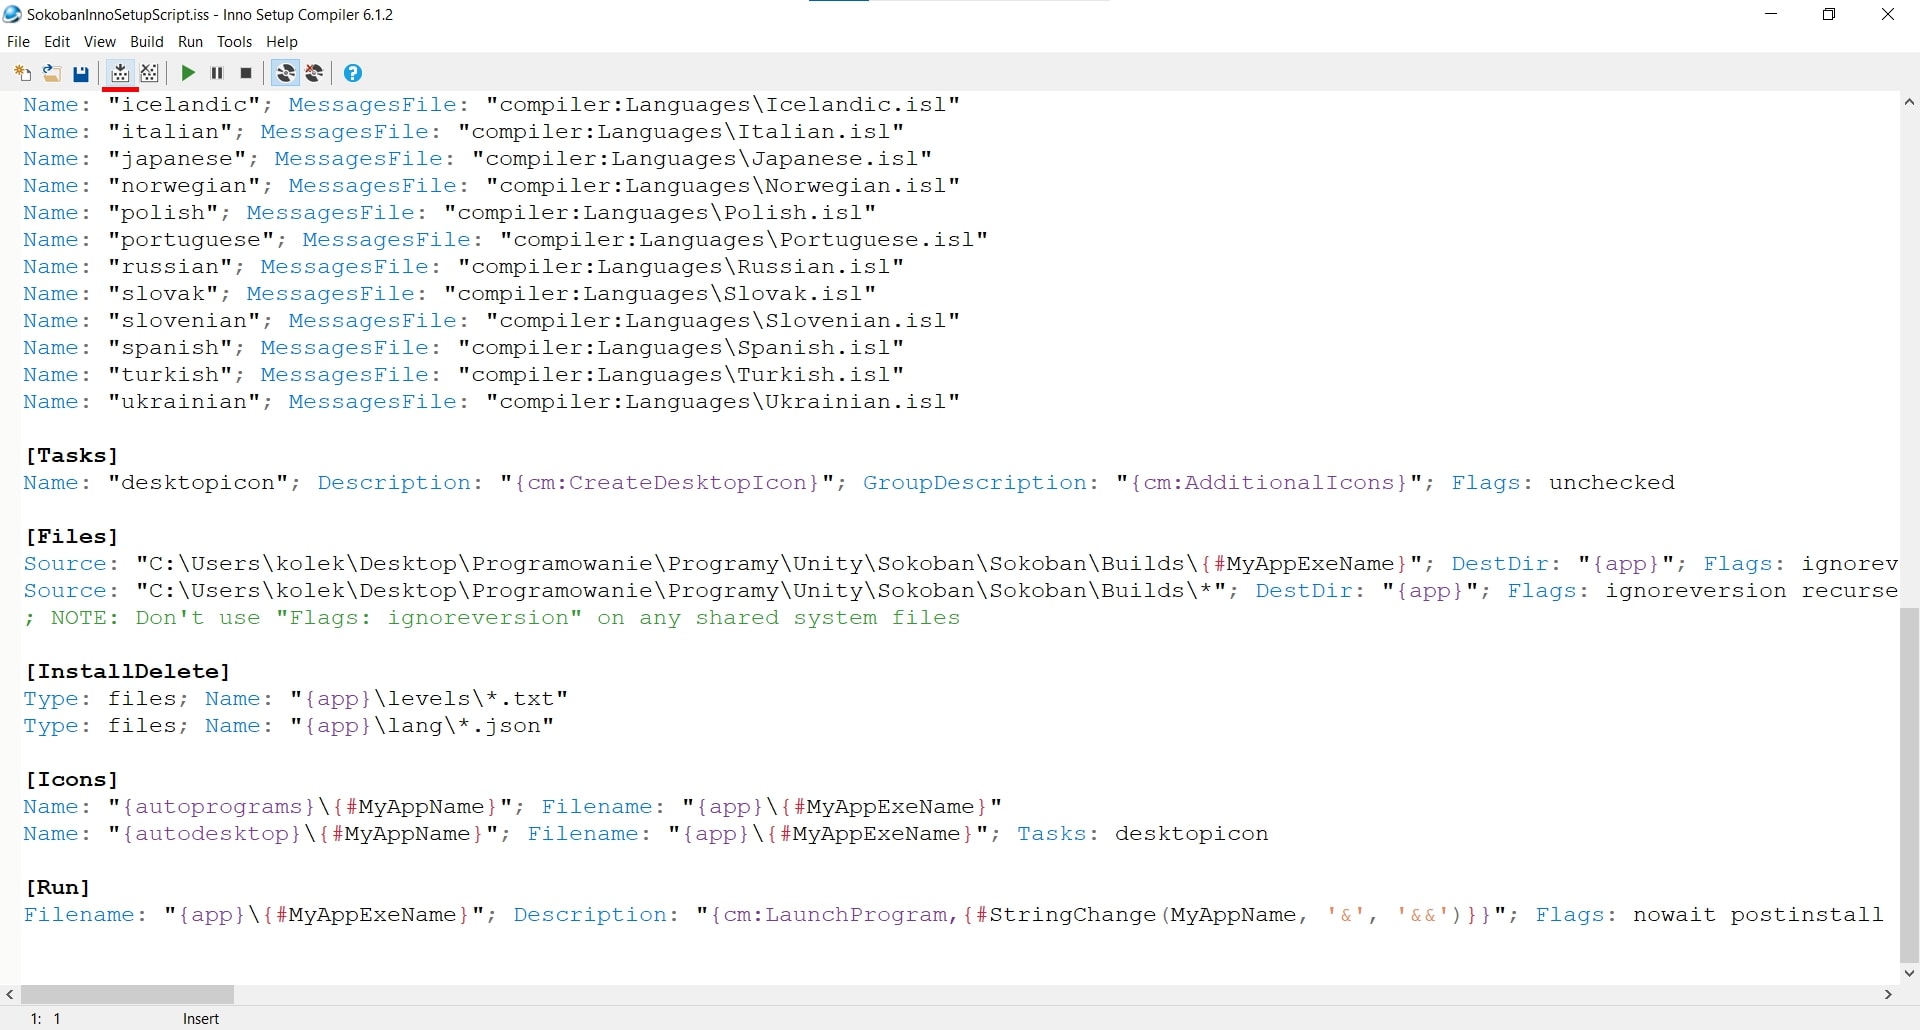 SokobanInnoSetupScript.iss - Inno Setup Compiler 6.1.2
File Edit View Build Run Tools Help
Name: "icelandic"; MessagesFile: "compiler:Languages\Icelandic.isl"
Name: "italian"; MessagesFile: "compiler:Languages\Italian.isl"
Name: "japanese"; MessagesFile: "compiler:Languages\Japanese.isl"
Name: "norwegian"; MessagesFile: "compiler:Languages\Norwegian.isl"
Name: "polish"; MessagesFile: "compiler:Languages\Polish.isl"
Name: "portuguese"; MessagesFile: "compiler:Languages\Portuguese.isl"
Name: "russian"; MessagesFile: "compiler:Languages\Russian.isl"
Name: "slovak"; MessagesFile: "compiler:Languages\Slovak.isl"
Name: "slovenian"; MessagesFile: "compiler:Languages\Slovenian.isl"
Name: "spanish"; MessagesFile: "compiler:Languages\Spanish.isl"
Name: "turkish"; MessagesFile: "compiler:Languages\Turkish.isl"
Name: "ukrainian"; MessagesFile: "compiler:Languages\Ukrainian.isl"
[Tasks]
Name: "desktopicon"; Description: "{cm:CreateDesktopIcon}"; GroupDescription: "{cm:AdditionalIcons}"; Flags: unchecked
[Files]
Source: "C:\Users\kolek\Desktop\Programowanie\Programy\Unity\Sokoban\Sokoban\Builds\{#MyAppExeName}"; DestDir: "{app}"; Flags: ignorev
Source: "C:\Users\kolek\Desktop\Programowanie\Programy\Unity\Sokoban\Sokoban\Builds\*"; DestDir: "{app}"; Flags: ignoreversion recurse
; NOTE: Don't use "Flags: ignoreversion" on any shared system files
[InstallDelete]
Type: files; Name: "{app}\levels\*.txt"
Type: files; Name: "{app}\lang\*.json"
[Icons]
Name: "{autoprograms}\{#MyAppName}"; Filename: "{app}\{#MyAppExeName}"
Name: "{autodesktop}\{#MyAppName}"; Filename: "{app}\{#MyAppExeName}"; Tasks: desktopicon
[Run]
Filename: "{app}\{#MyAppExeName}"; Description: "{cm:LaunchProgram,{#StringChange(MyAppName, '&', '&&')}}"; Flags: nowait postinstall
1: 1 Insert